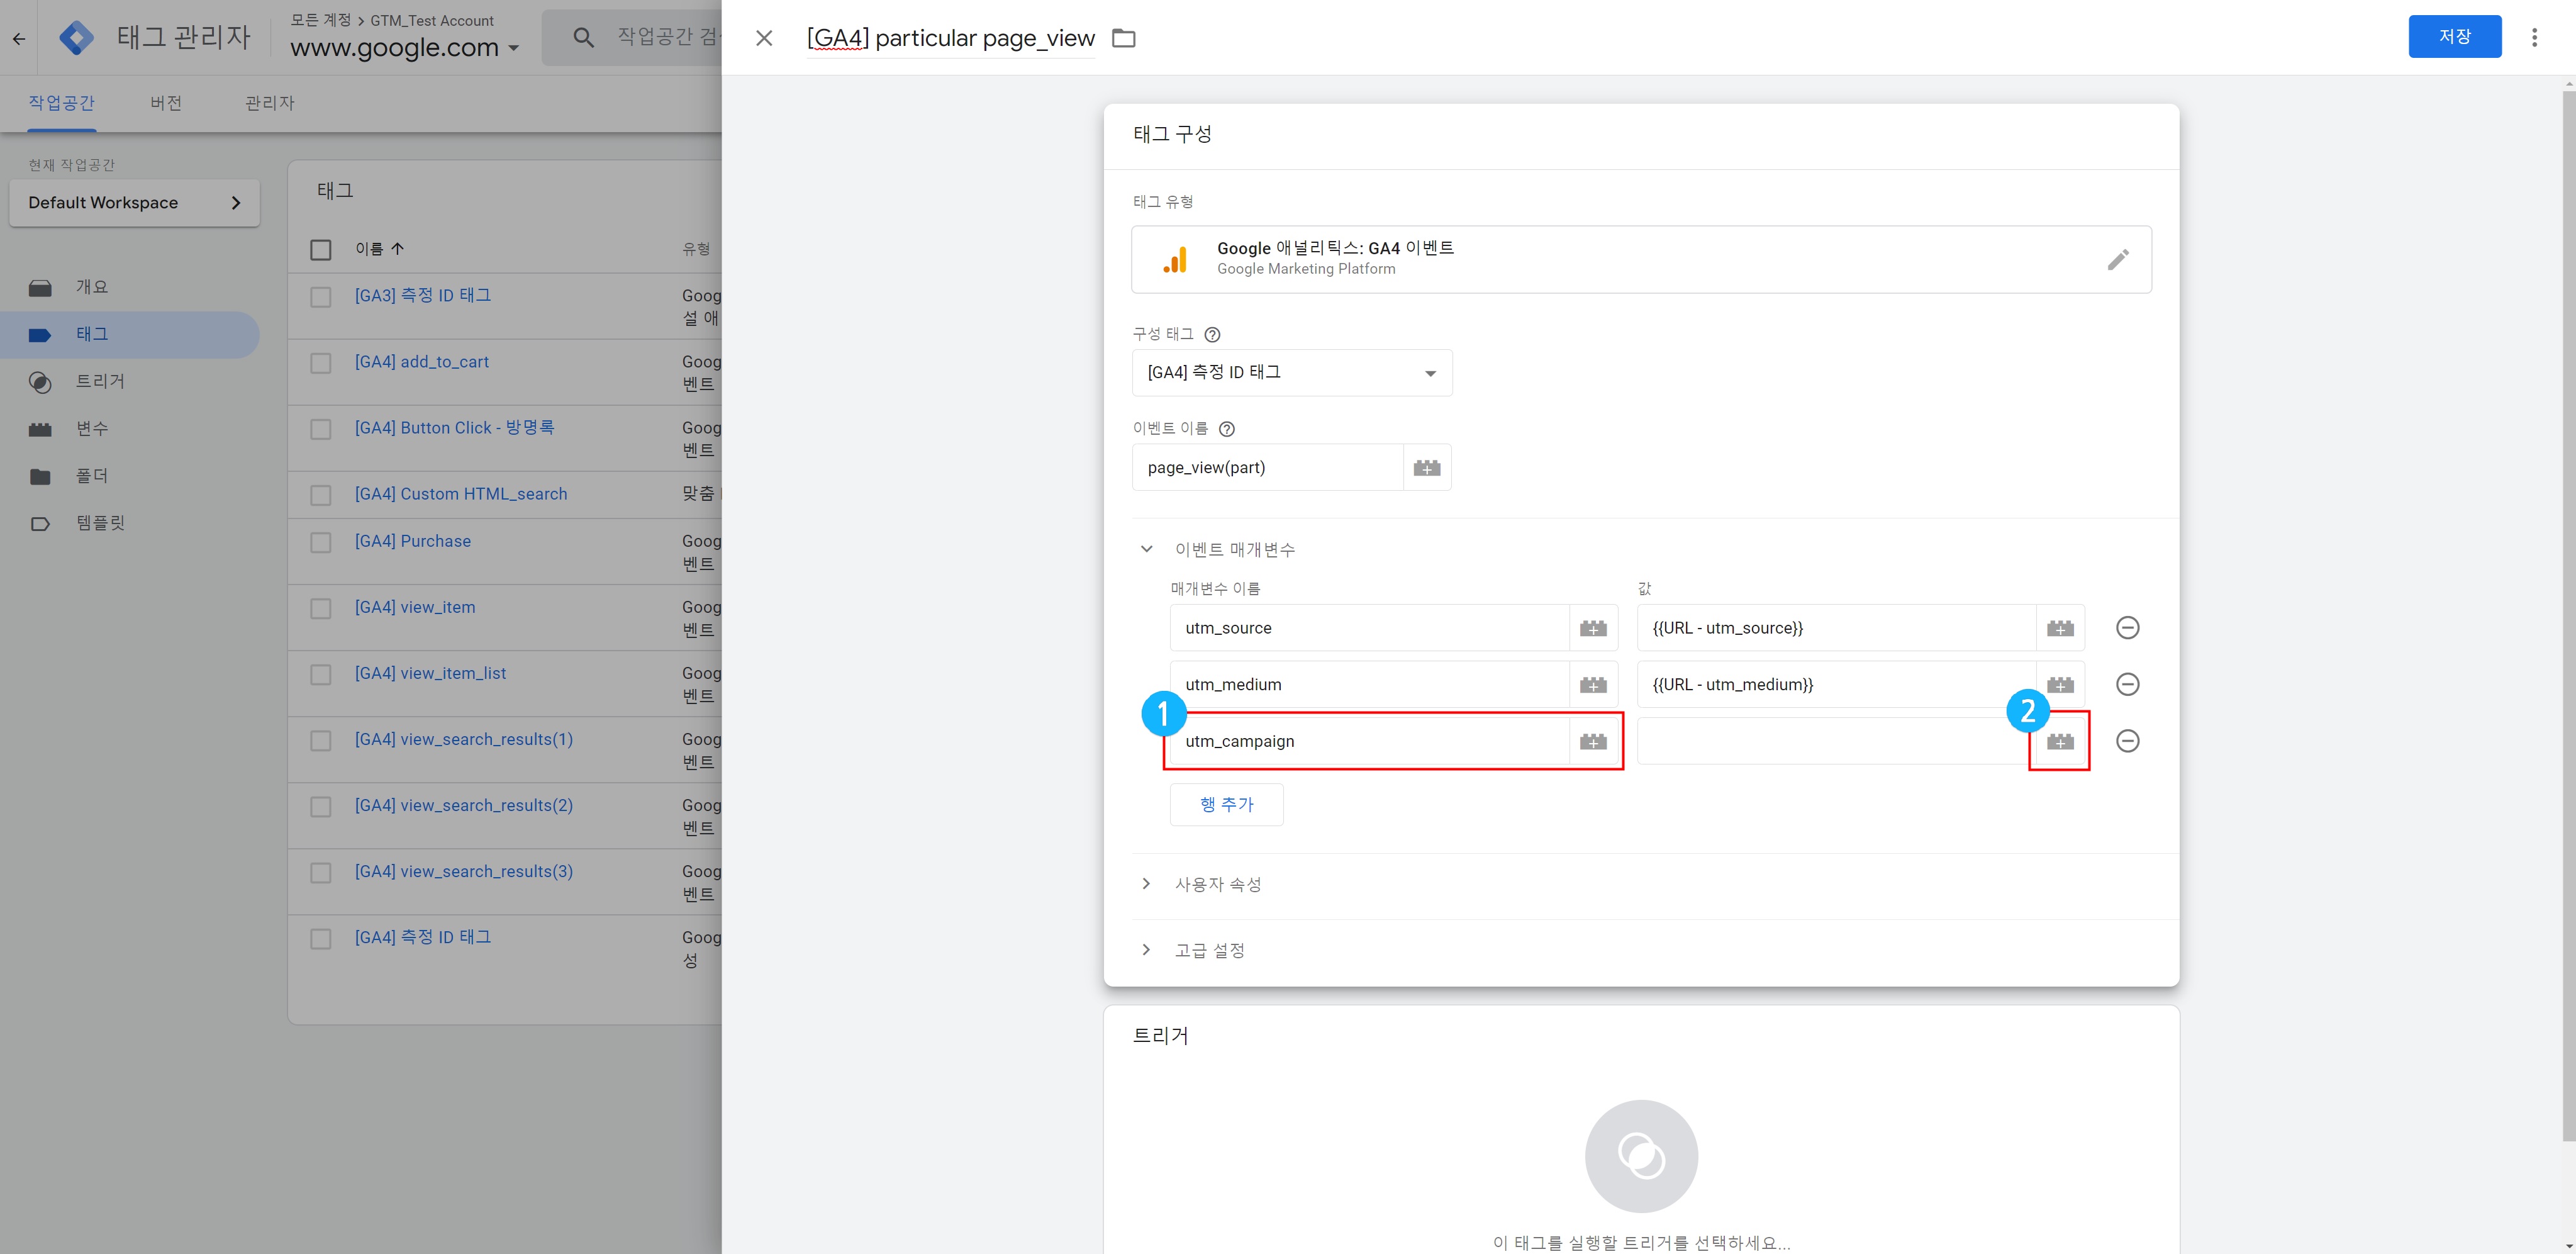 태그 관리자
모든 계정 > GTM_Test Account
www.google.com
작업공간 검
작업공간
버전
관리자
현재 작업공간
Default Workspace
개요
태그
트리거
변수
폴더
템플릿
태그
이름
유형
[GA3] 측정 ID 태그
Goog
설 애
[GA4] add_to_cart
Goog
벤트
[GA4] Button Click - 방명록
Goog
벤트
[GA4] Custom HTML_search
맞춤
[GA4] Purchase
Goog
벤트
[GA4] view_item
Goog
벤트
[GA4] view_item_list
Goog
벤트
[GA4] view_search_results(1)
Goog
벤트
[GA4] view_search_results(2)
Goog
벤트
[GA4] view_search_results(3)
Goog
벤트
[GA4] 측정 ID 태그
Goog
성
[GA4] particular page_view
저장
태그 구성
태그 유형
Google 애널리틱스: GA4 이벤트
Google Marketing Platform
구성 태그
[GA4] 측정 ID 태그
이벤트 이름
page_view(part)
이벤트 매개변수
매개변수 이름
값
utm_source
{{URL - utm_source}}
utm_medium
{{URL - utm_medium}}
1
2
utm_campaign
행 추가
사용자 속성
고급 설정
트리거
이 태그를 실행할 트리거를 선택하세요...